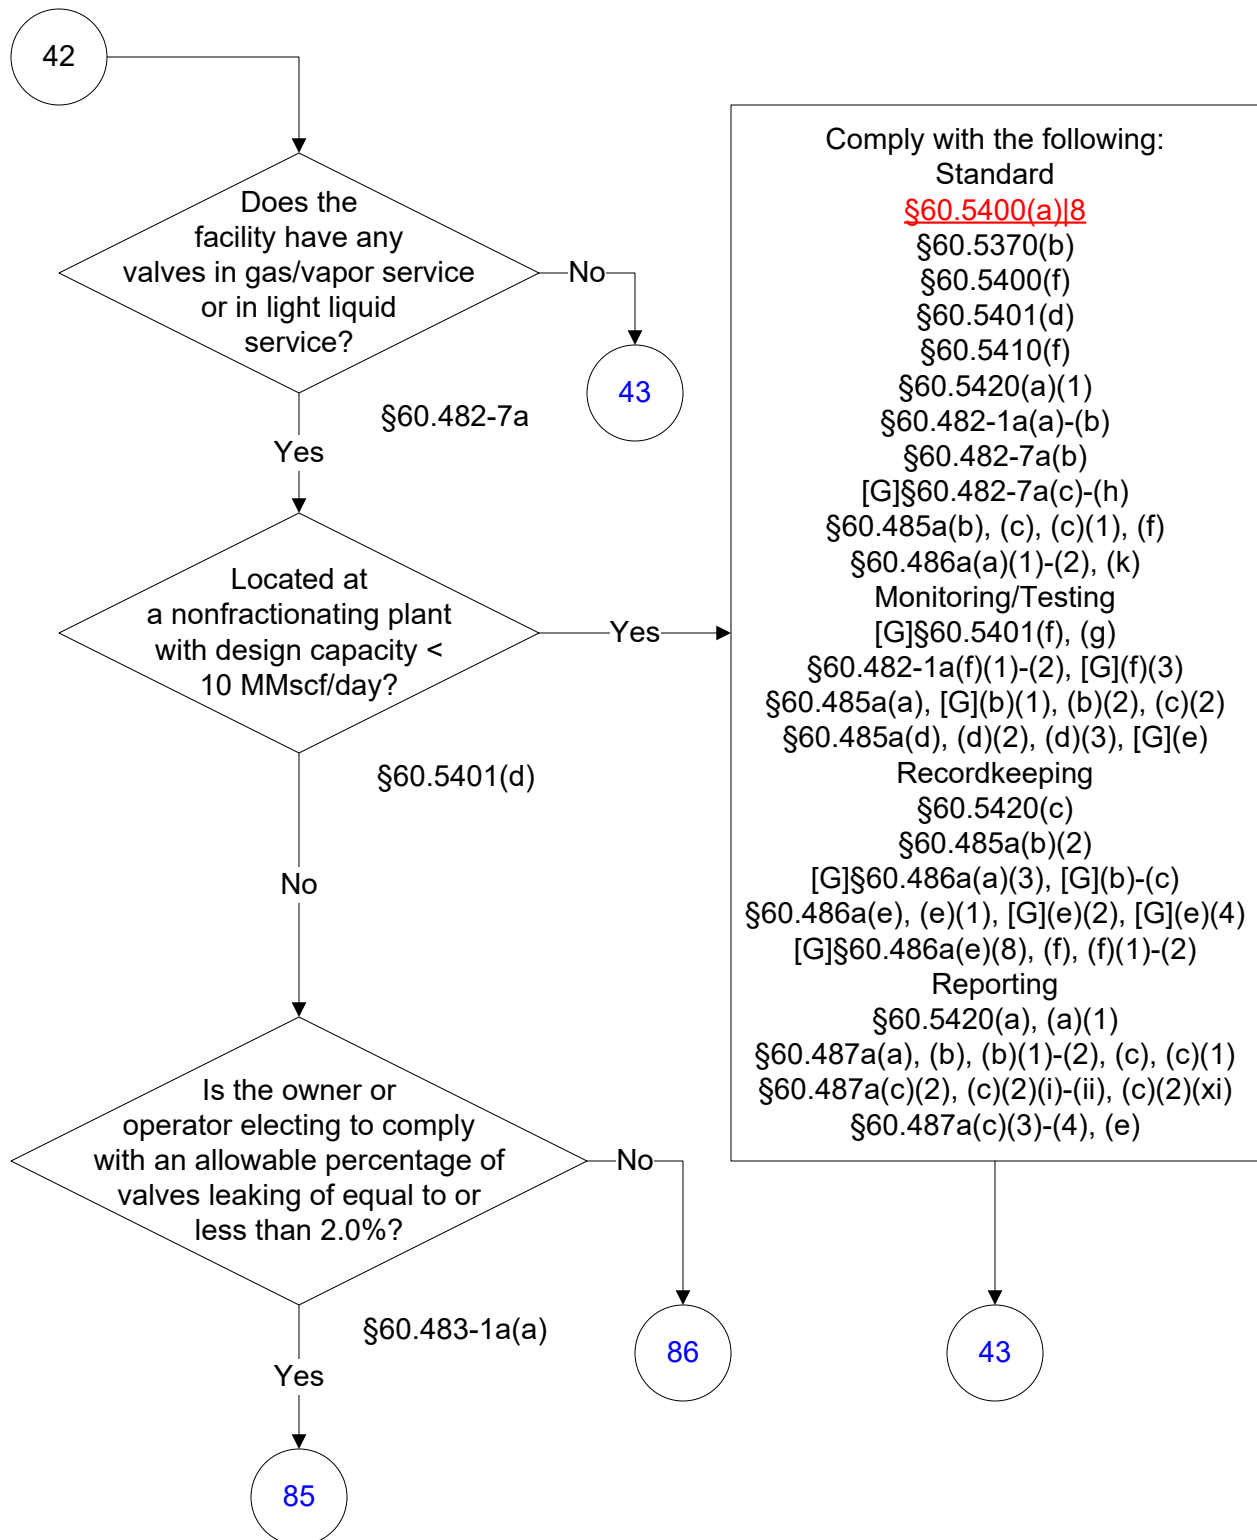 42
Does the
facility have any
valves in gas/vapor service
or in light liquid
service?
No
43
§60.482-7a
Yes
Located at
a nonfractionating plant
with design capacity <
10 MMscf/day?
Yes
§60.5401(d)
No
Is the owner or
operator electing to comply
with an allowable percentage of
valves leaking of equal to or
less than 2.0%?
No
86
§60.483-1a(a)
Yes
85
Comply with the following:
Standard
§60.5400(a)|8
§60.5370(b)
§60.5400(f)
§60.5401(d)
§60.5410(f)
§60.5420(a)(1)
§60.482-1a(a)-(b)
§60.482-7a(b)
[G]§60.482-7a(c)-(h)
§60.485a(b), (c), (c)(1), (f)
§60.486a(a)(1)-(2), (k)
Monitoring/Testing
[G]§60.5401(f), (g)
§60.482-1a(f)(1)-(2), [G](f)(3)
§60.485a(a), [G](b)(1), (b)(2), (c)(2)
§60.485a(d), (d)(2), (d)(3), [G](e)
Recordkeeping
§60.5420(c)
§60.485a(b)(2)
[G]§60.486a(a)(3), [G](b)-(c)
§60.486a(e), (e)(1), [G](e)(2), [G](e)(4)
[G]§60.486a(e)(8), (f), (f)(1)-(2)
Reporting
§60.5420(a), (a)(1)
§60.487a(a), (b), (b)(1)-(2), (c), (c)(1)
§60.487a(c)(2), (c)(2)(i)-(ii), (c)(2)(xi)
§60.487a(c)(3)-(4), (e)
43